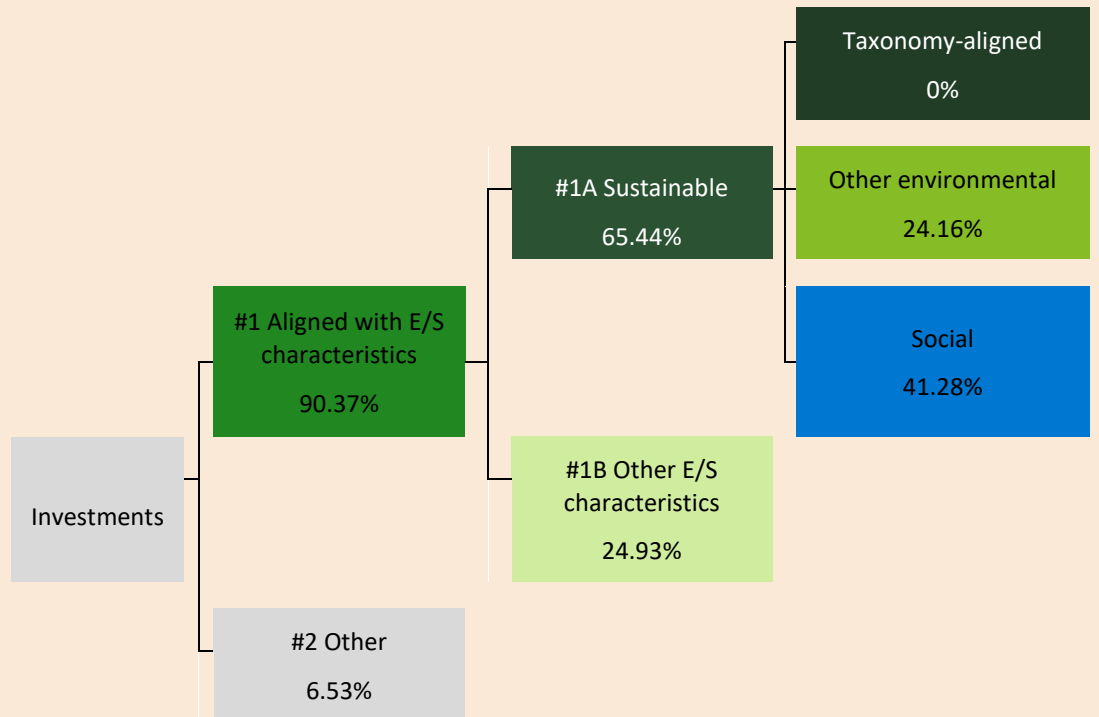 Taxonomy-aligned
0%
#1A Sustainable
65.44%
Other environmental
24.16%
#1 Aligned with E/S
characteristics
90.37%
Social
41.28%
Investments
#1B Other E/S
characteristics
24.93%
#2 Other
6.53%